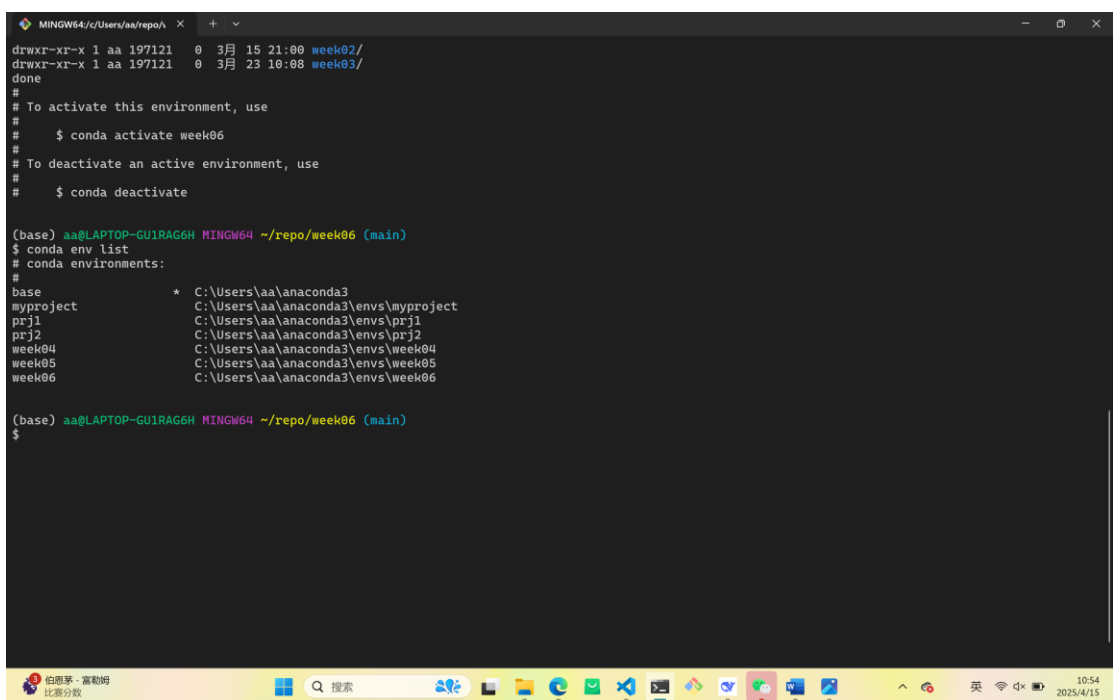 MINGW64:/c/Users/aa/repo/w
drwxr-xr-x 1 aa 197121   0  3月  15 21:00 week02/
drwxr-xr-x 1 aa 197121   0  3月  23 10:08 week03/
done
#
# To activate this environment, use
#
#     $ conda activate week06
#
# To deactivate an active environment, use
#
#     $ conda deactivate
(base) aa@LAPTOP-GU1RAG6H MINGW64 ~/repo/week06 (main)
$ conda env list
# conda environments:
#
base                  *  C:\Users\aa\anaconda3
myproject                C:\Users\aa\anaconda3\envs\myproject
prj1                     C:\Users\aa\anaconda3\envs\prj1
prj2                     C:\Users\aa\anaconda3\envs\prj2
week04                   C:\Users\aa\anaconda3\envs\week04
week05                   C:\Users\aa\anaconda3\envs\week05
week06                   C:\Users\aa\anaconda3\envs\week06
(base) aa@LAPTOP-GU1RAG6H MINGW64 ~/repo/week06 (main)
$
3
伯恩茅 - 富勒姆
比赛分数
搜索
英
10:54
2025/4/15